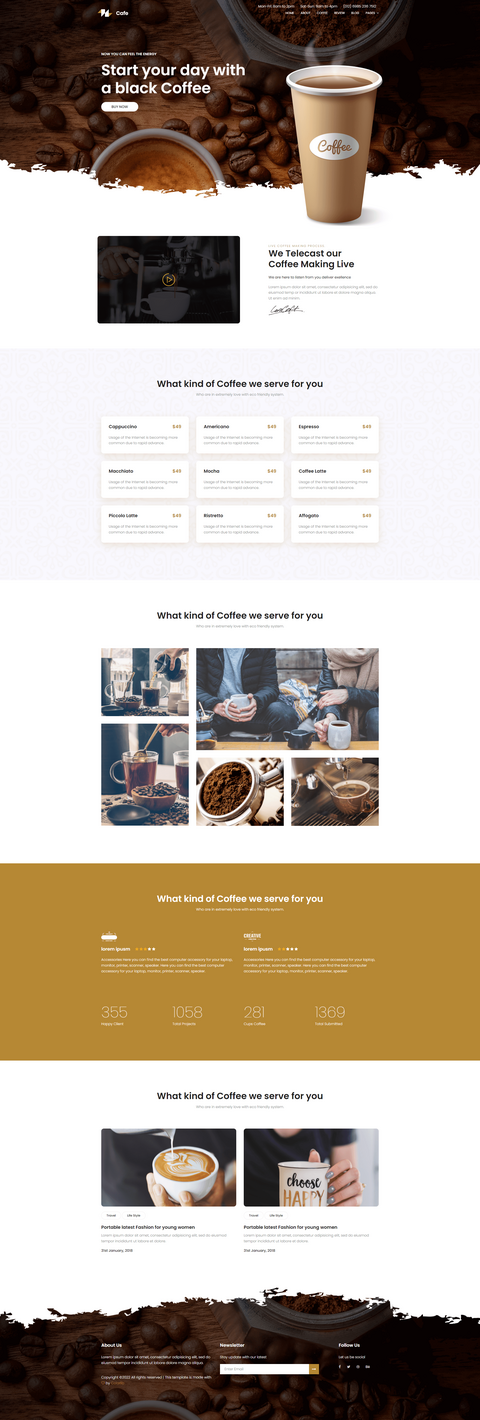 Cafe
Mon-Fri: 8am to 2pm
Sat-Sun: 11am to 4pm
(012) 6985 236 7512
HOME
ABOUT
COFFEE
REVIEW
BLOG
PAGES
NOW YOU CAN FEEL THE ENERGY
Start your day with
a black Coffee
BUY NOW
Coffee
LIVE COFFEE MAKING PROCESS.
We Telecast our
Coffee Making Live
We are here to listen from you deliver exellence
Lorem ipsum dolor sit amet, consectetur adipiscing elit, sed do
eiusmod temp or incididunt ut labore et dolore magna aliqua.
Ut enim ad minim.
What kind of Coffee we serve for you
Who are in extremely love with eco friendly system.
Cappuccino $49
Usage of the Internet is becoming more
common due to rapid advance.
Americano $49
Usage of the Internet is becoming more
common due to rapid advance.
Espresso $49
Usage of the Internet is becoming more
common due to rapid advance.
Macchiato $49
Usage of the Internet is becoming more
common due to rapid advance.
Mocha $49
Usage of the Internet is becoming more
common due to rapid advance.
Coffee Latte $49
Usage of the Internet is becoming more
common due to rapid advance.
Piccolo Latte $49
Usage of the Internet is becoming more
common due to rapid advance.
Ristretto $49
Usage of the Internet is becoming more
common due to rapid advance.
Affogato $49
Usage of the Internet is becoming more
common due to rapid advance.
What kind of Coffee we serve for you
Who are in extremely love with eco friendly system.
What kind of Coffee we serve for you
Who are in extremely love with eco friendly system.
lorem ipusm
Accessories Here you can find the best computer accessory for your laptop,
monitor, printer, scanner, speaker. Here you can find the best computer
accessory for your laptop, monitor, printer, scanner, speaker.
CREATIVE
lorem ipusm
Accessories Here you can find the best computer accessory for your laptop,
monitor, printer, scanner, speaker. Here you can find the best computer
accessory for your laptop, monitor, printer, scanner, speaker.
355
Happy Client
1058
Total Projects
281
Cups Coffee
1369
Total Submitted
What kind of Coffee we serve for you
Who are in extremely love with eco friendly system.
Travel
Life Style
Portable latest Fashion for young women
Lorem ipsum dolor sit amet, consectetur adipiscing elit, sed do eiusmod
tempor incididunt ut labore et dolore.
31st January, 2018
choose
HAPPY
Travel
Life Style
Portable latest Fashion for young women
Lorem ipsum dolor sit amet, consectetur adipiscing elit, sed do eiusmod
tempor incididunt ut labore et dolore.
31st January, 2018
About Us
Lorem ipsum dolor sit amet, consectetur adipisicing elit, sed do
eiusmod tempor incididunt ut labore dolore magna aliqua.
Copyright ©2022 All rights reserved | This template is made with
by
Newsletter
Stay update with our latest
Enter Email
Follow Us
Let us be social